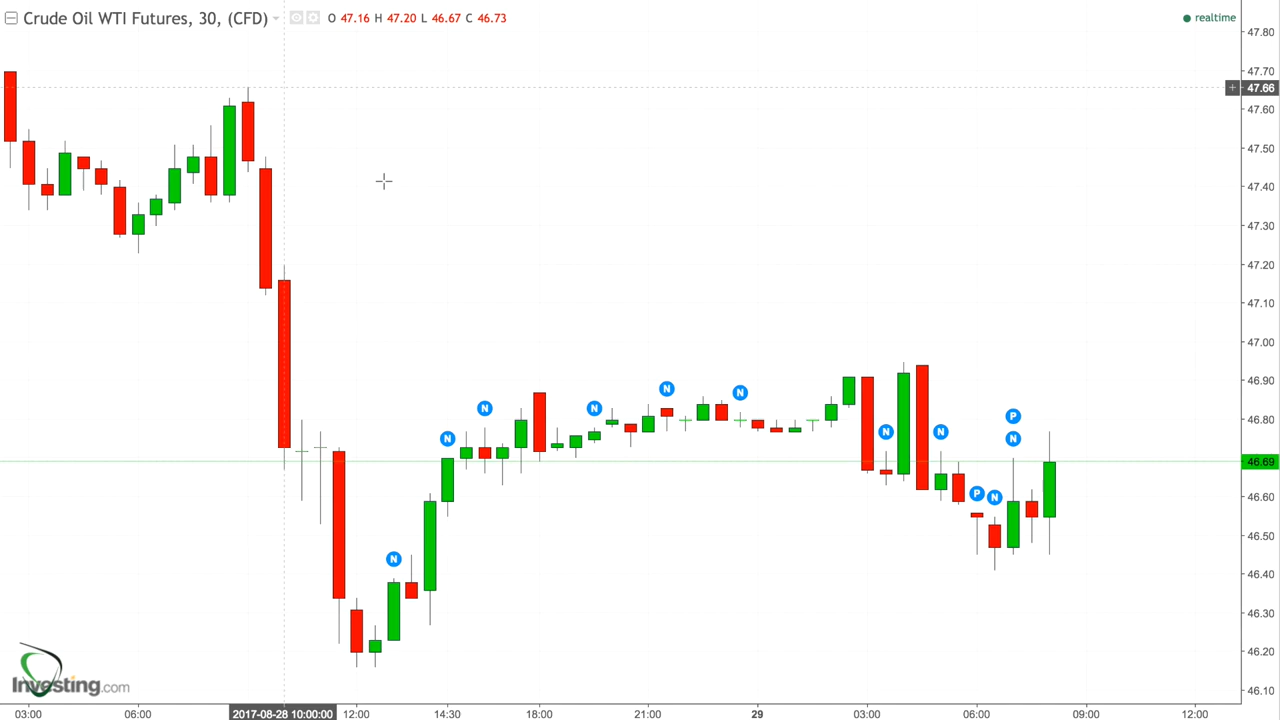 Crude Oil WTI Futures, 30, (CFD) O 47.16 H 47.20 L 46.67 C 46.73
realtime
47.80
47.70
47.66
47.60
47.50
47.40
47.30
47.20
47.10
47.00
46.90
46.80
46.69
46.60
46.50
46.40
46.30
46.20
46.10
N
N
N
N
N
N
N
N
P
N
P
N
Investing.com
03:00 06:00 2017-08-28 10:00:00 12:00 14:30 18:00 21:00 29 03:00 06:00 09:00 12:00